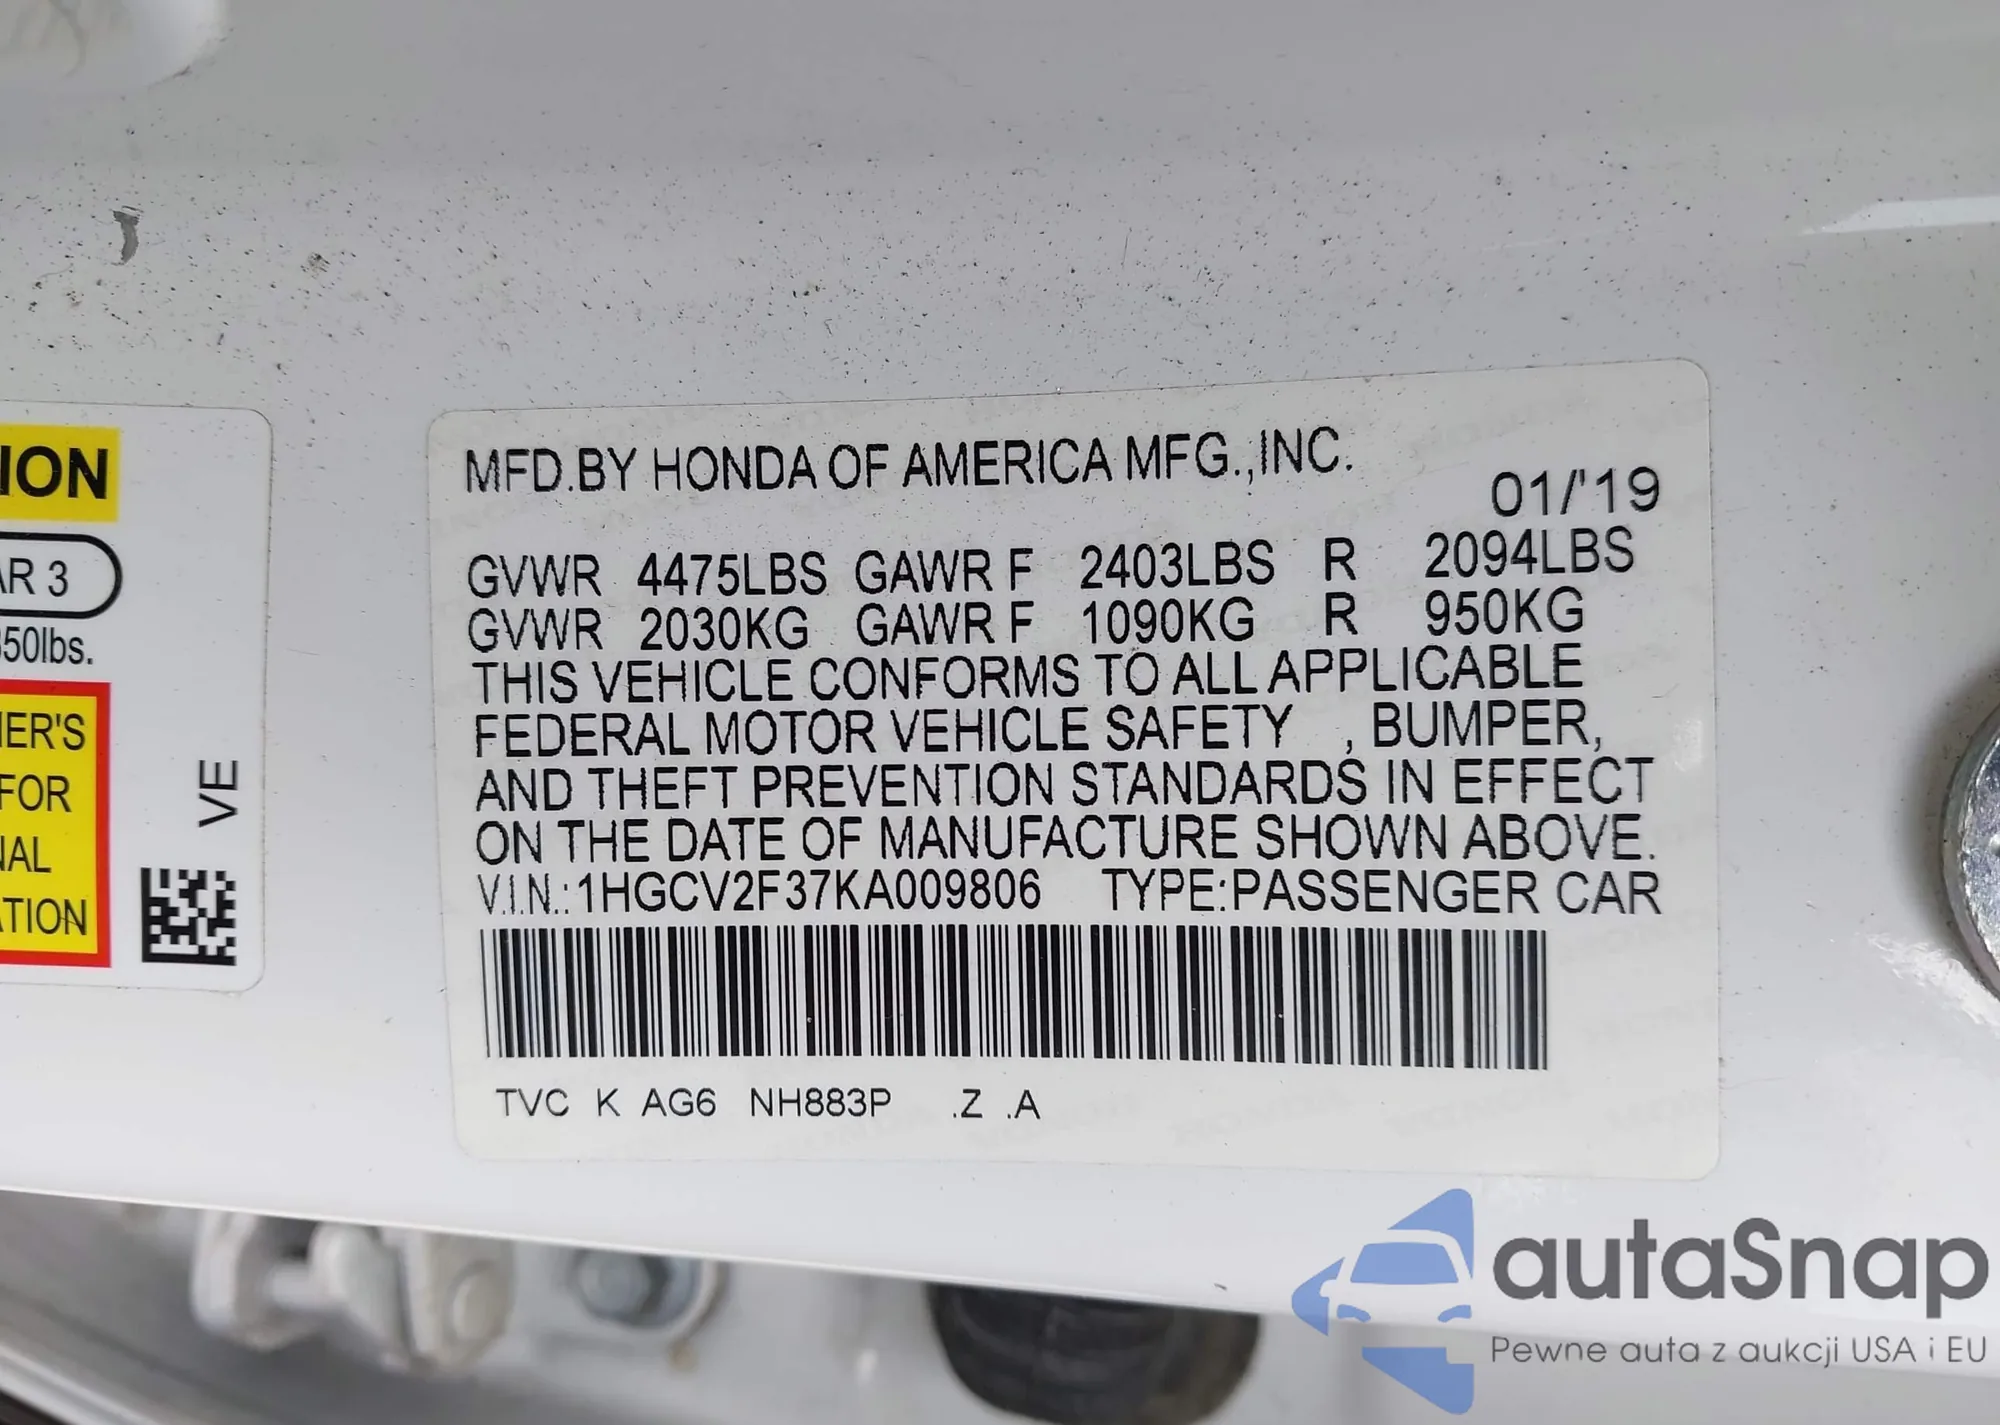 ION
AR 3
350lbs.
ER'S
FOR
NAL
ATION
VE
MFD.BY HONDA OF AMERICA MFG.,INC.
01/'19
GVWR 4475LBS GAWR F 2403LBS R 2094LBS
GVWR 2030KG GAWR F 1090KG R 950KG
THIS VEHICLE CONFORMS TO ALL APPLICABLE
FEDERAL MOTOR VEHICLE SAFETY , BUMPER,
AND THEFT PREVENTION STANDARDS IN EFFECT
ON THE DATE OF MANUFACTURE SHOWN ABOVE.
V.I.N.:1HGCV2F37KA009806 TYPE:PASSENGER CAR
TVC K AG6 NH883P .Z .A
autaSnap
Pewne auta z aukcji USA i EU